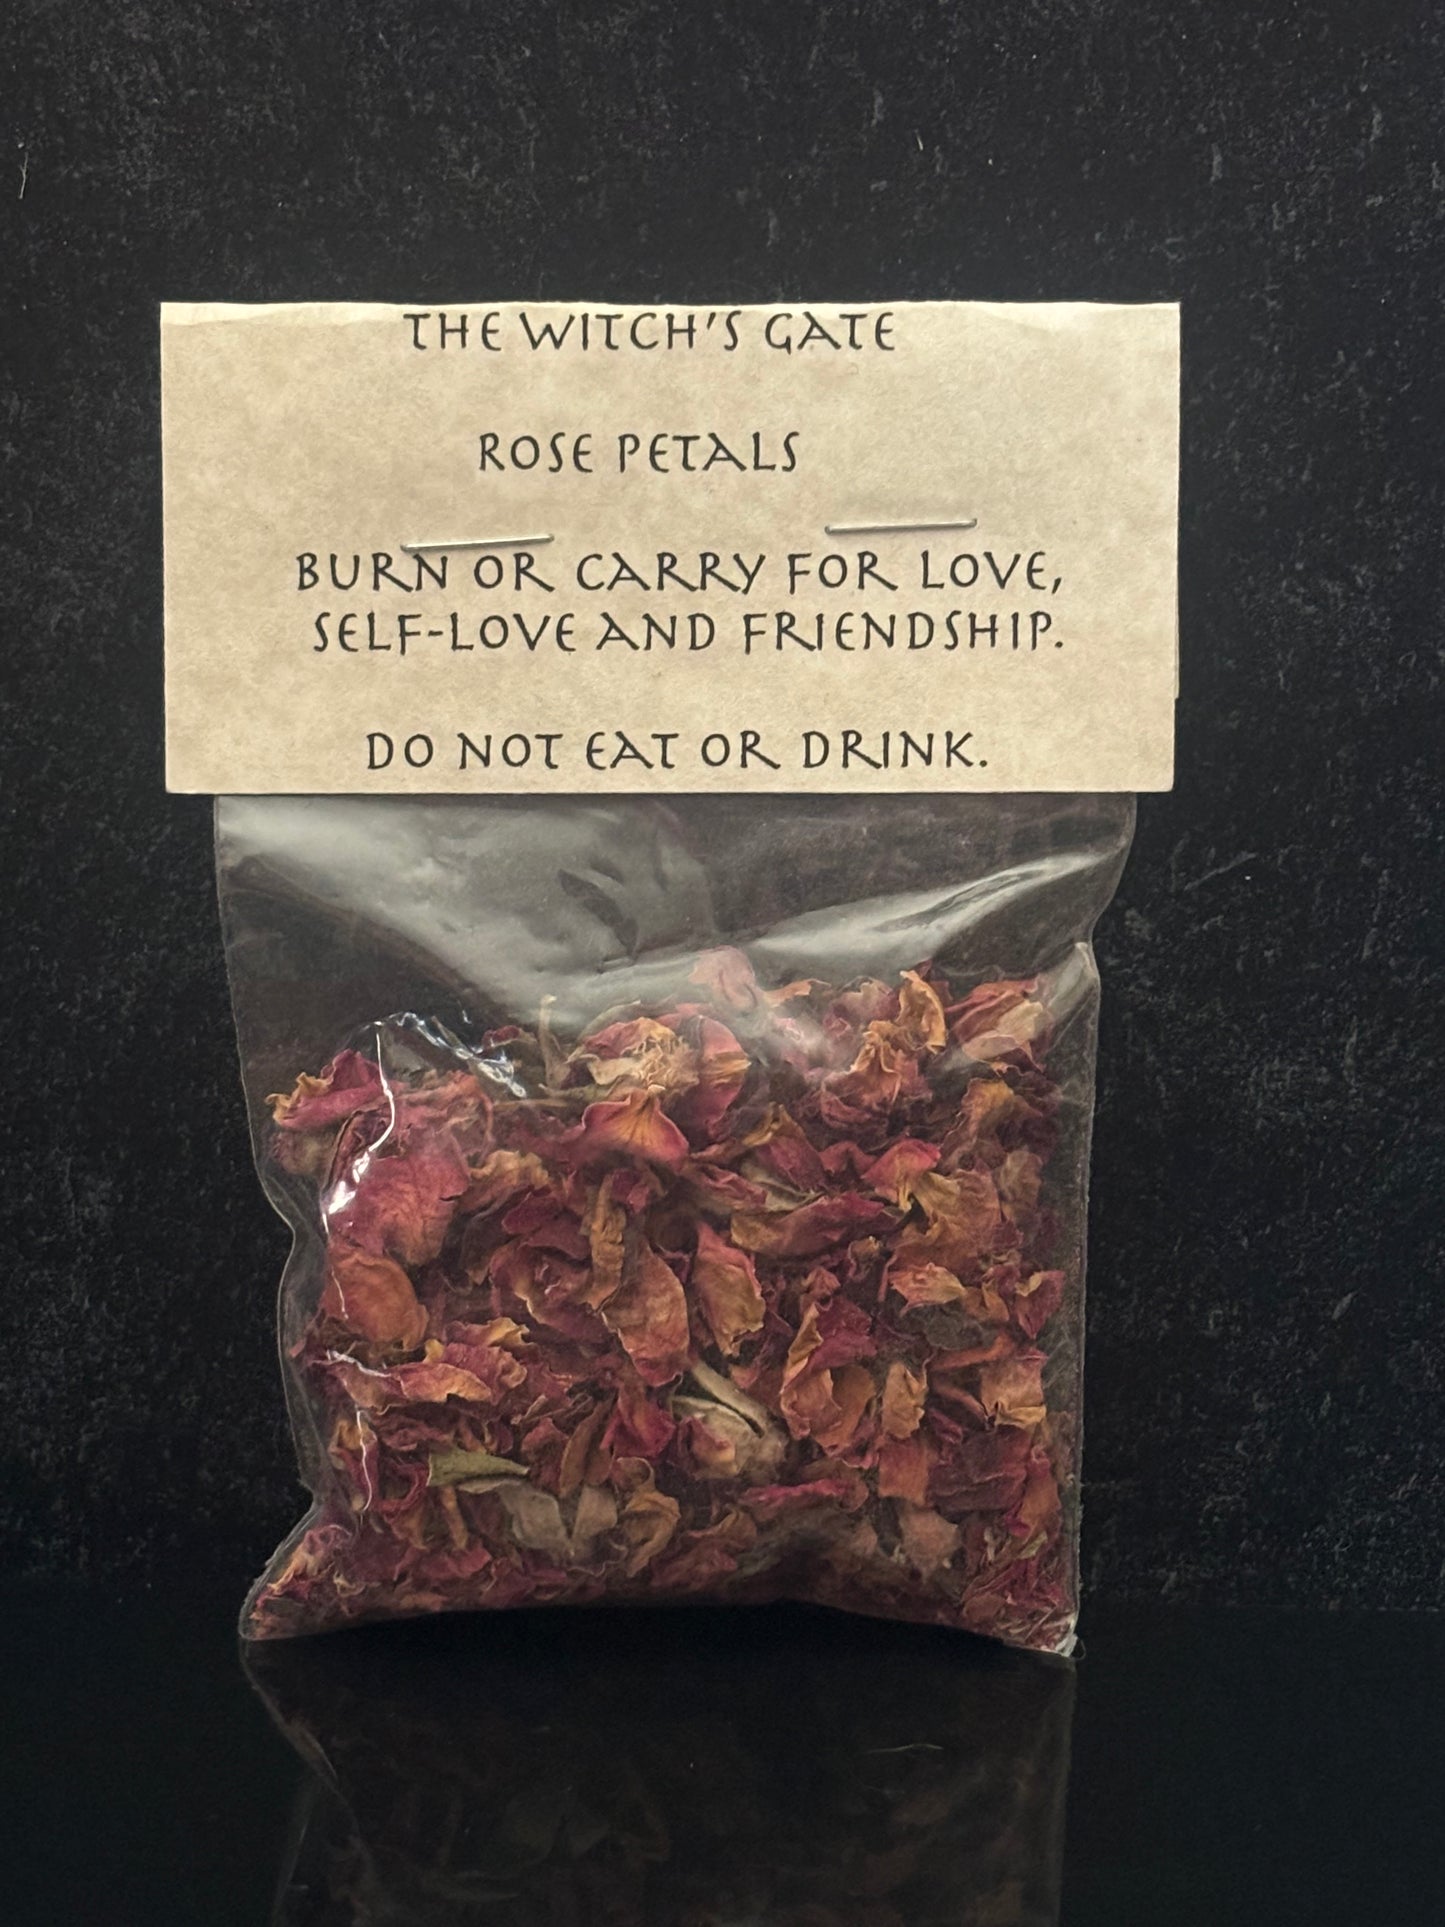 THE WITCH'S GATE
ROSE PETALS
BURN OR CARRY FOR LOVE,
SELF-LOVE AND FRIENDSHIP.
DO NOT EAT OR DRINK.